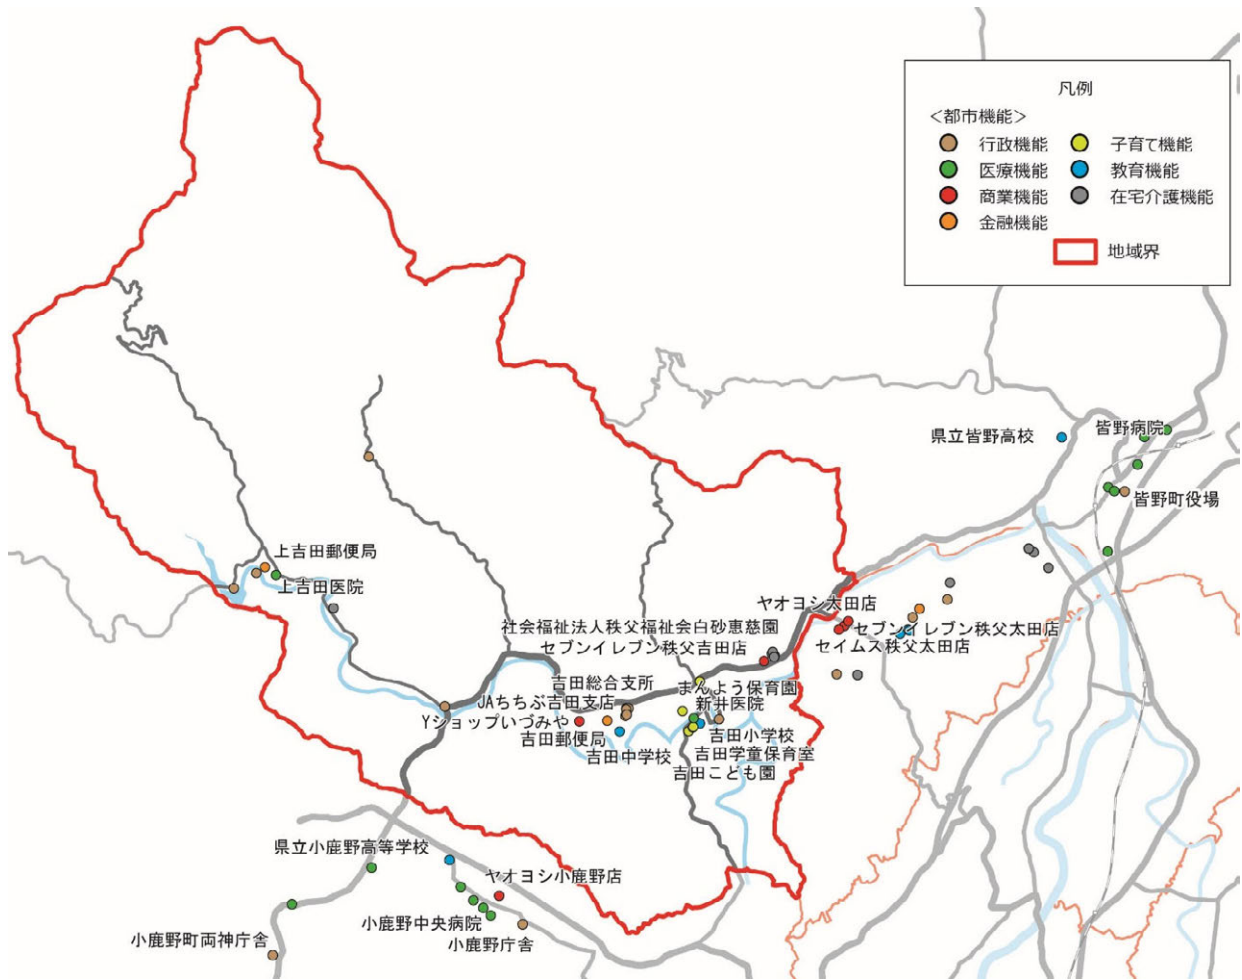 凡例
＜都市機能＞
行政機能
子育て機能
医療機能
教育機能
商業機能
在宅介護機能
金融機能
地域界
県立皆野高校
皆野病院
皆野町役場
上吉田郵便局
上吉田医院
ヤオヨシ太田店
社会福祉法人秩父福祉会白砂恵慈園
セブンイレブン秩父太田店
セブンイレブン秩父吉田店
セイムス秩父太田店
吉田総合支所
まんよう保育園
JAちちぶ吉田支店
新井医院
Yショップいづみや
吉田郵便局
吉田小学校
吉田中学校
吉田学童保育室
吉田こども園
県立小鹿野高等学校
ヤオヨシ小鹿野店
小鹿野中央病院
小鹿野町両神庁舎
小鹿野庁舎